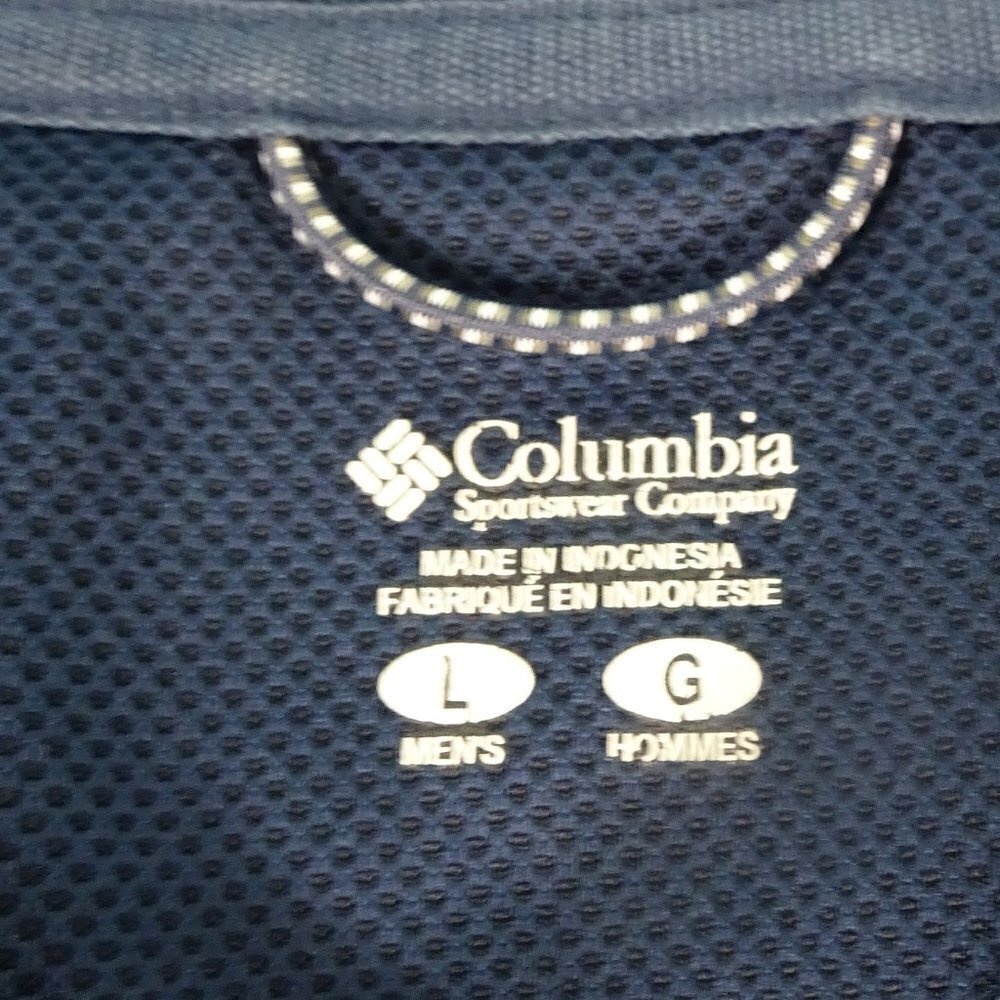 Columbia
Sportswear Company
MADE IN INDONESIA
FABRIQUÉ EN INDONÉSIE
L G
MEN'S HOMMES